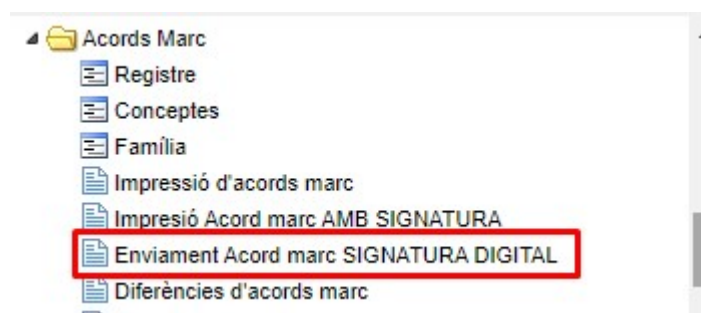 Acords Marc
Registre
Conceptes
Família
Impressió d'acords marc
Impresió Acord marc AMB SIGNATURA
Enviament Acord marc SIGNATURA DIGITAL
Diferències d'acords marc